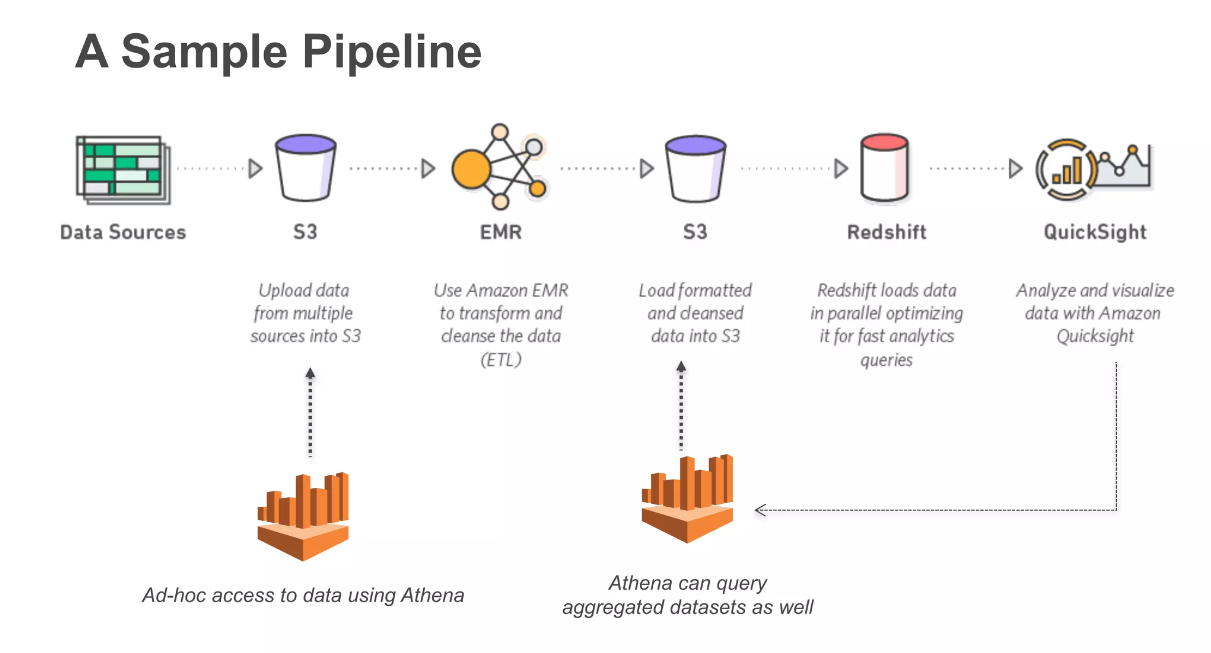 A Sample Pipeline
Data Sources
S3
EMR
S3
Redshift
QuickSight
Upload data
from multiple
sources into S3
Use Amazon EMR
to transform and
cleanse the data
(ETL)
Load formatted
and cleansed
data into S3
Redshift loads data
in parallel optimizing
it for fast analytics
queries
Analyze and visualize
data with Amazon
Quicksight
Ad-hoc access to data using Athena
Athena can query
aggregated datasets as well